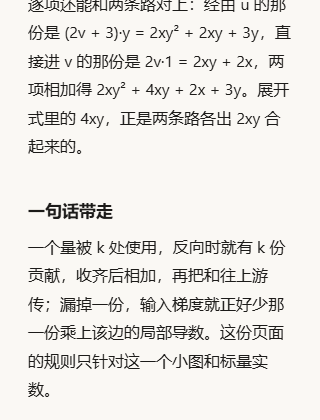 逐项还能和两条路对上：经由 u 的那
份是 (2v + 3)·y = 2xy² + 2xy + 3y，直
接进 v 的那份是 2v·1 = 2xy + 2x，两
项相加得 2xy² + 4xy + 2x + 3y。展开
式里的 4xy，正是两条路各出 2xy 合
起来的。
一句话带走
一个量被 k 处使用，反向时就有 k 份
贡献，收齐后相加，再把和往上游
传；漏掉一份，输入梯度就正好少那
一份乘上该边的局部导数。这份页面
的规则只针对这一个小图和标量实
数。